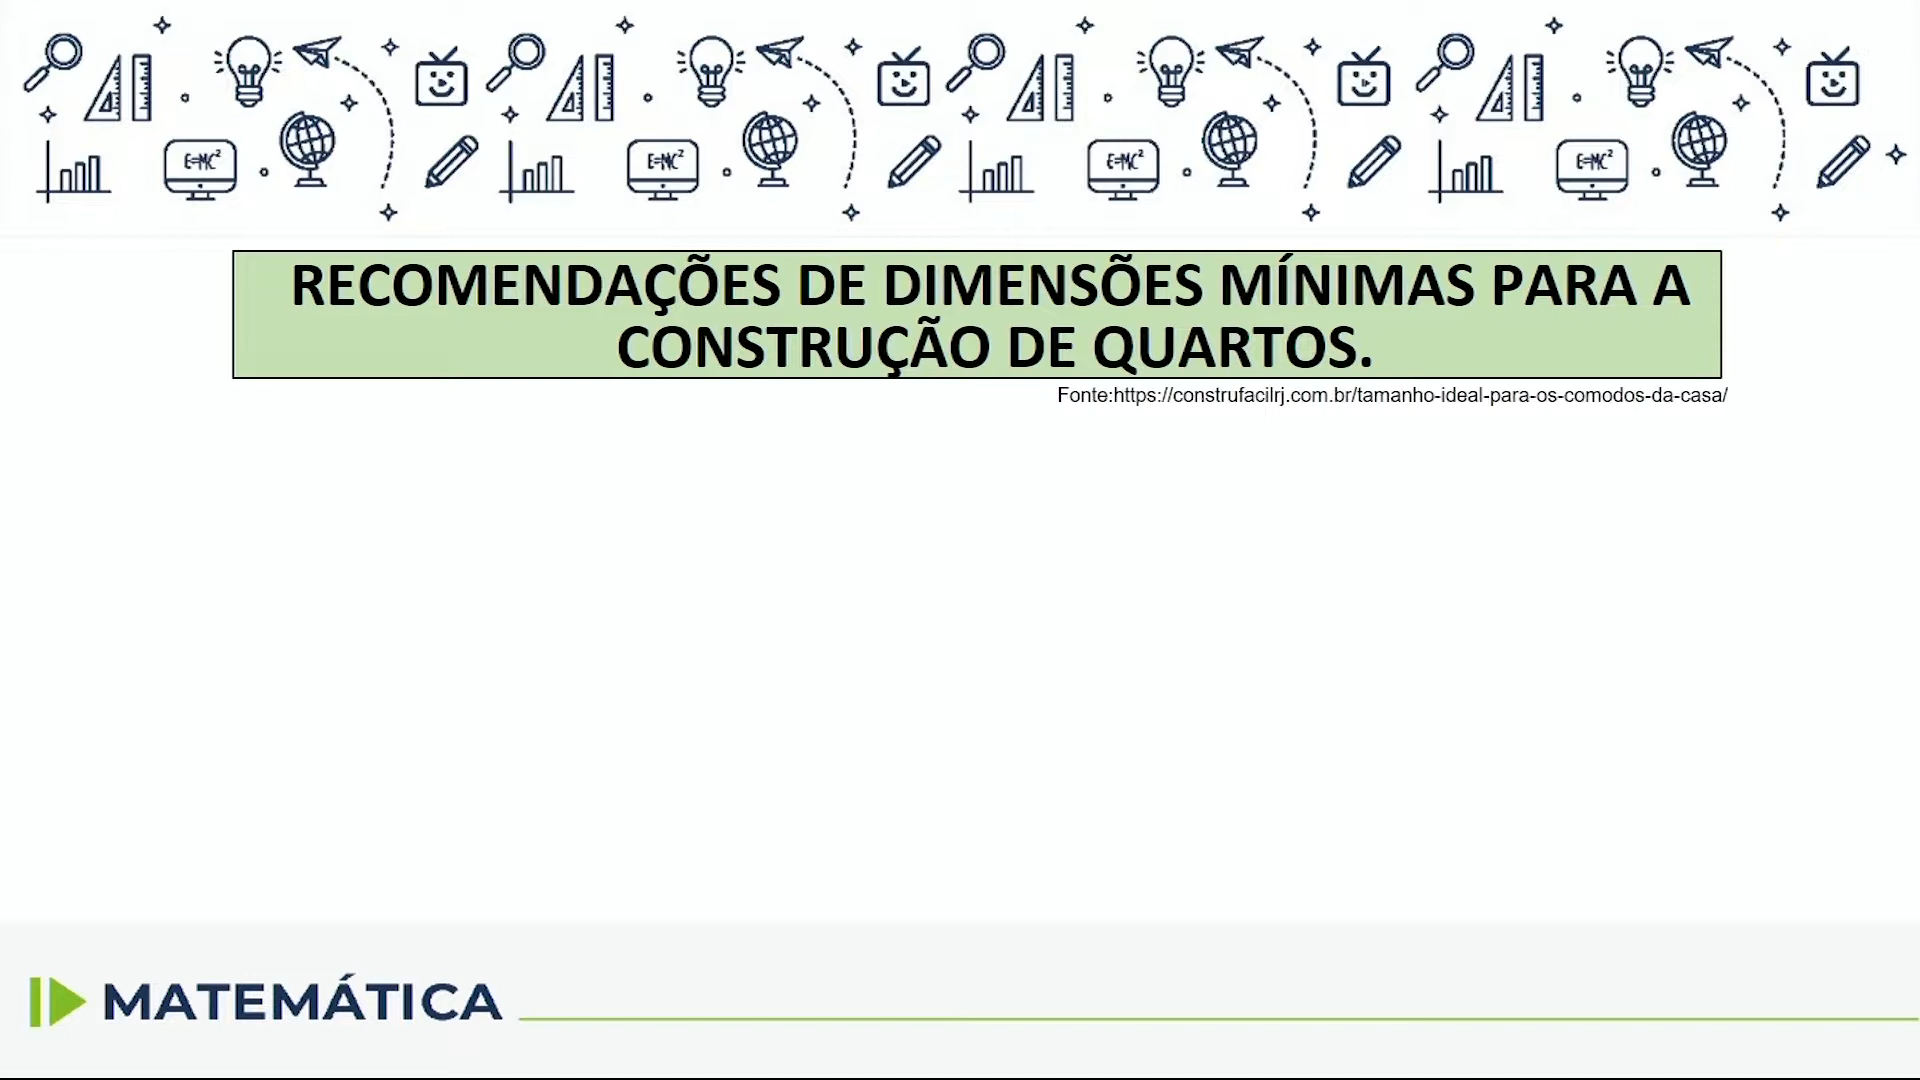 E=MC²
E=MC²
E=MC²
E=MC²
RECOMENDAÇÕES DE DIMENSÕES MÍNIMAS PARA A
CONSTRUÇÃO DE QUARTOS.
Fonte:https://construfacilrj.com.br/tamanho-ideal-para-os-comodos-da-casa/
MATEMÁTICA